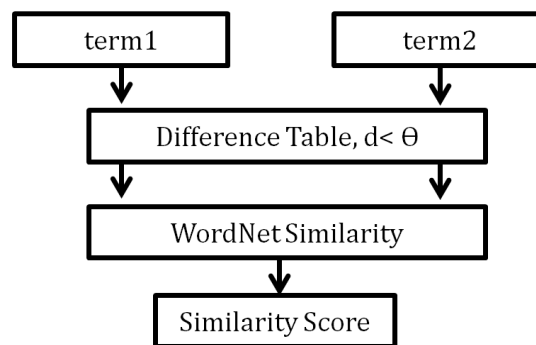 term1 term2
Difference Table, d< ϴ
WordNet Similarity
Similarity Score